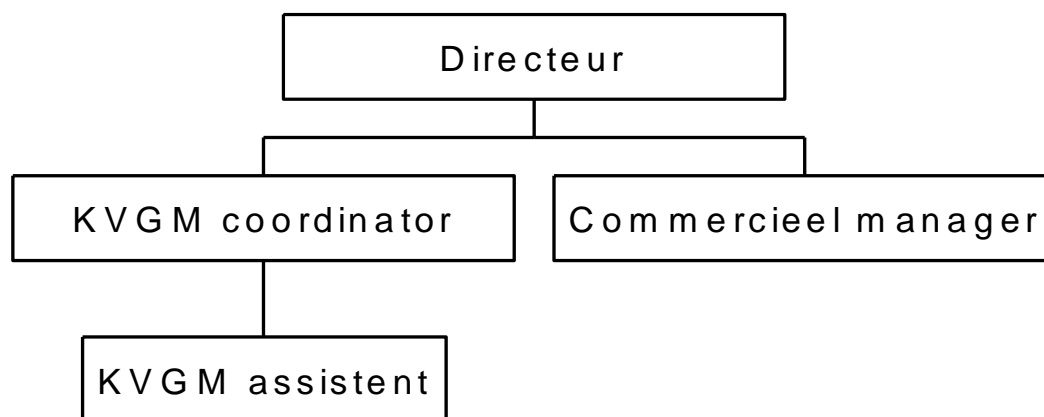 Directeur
KVGM coordinator
Commercieel manager
KVGM assistent